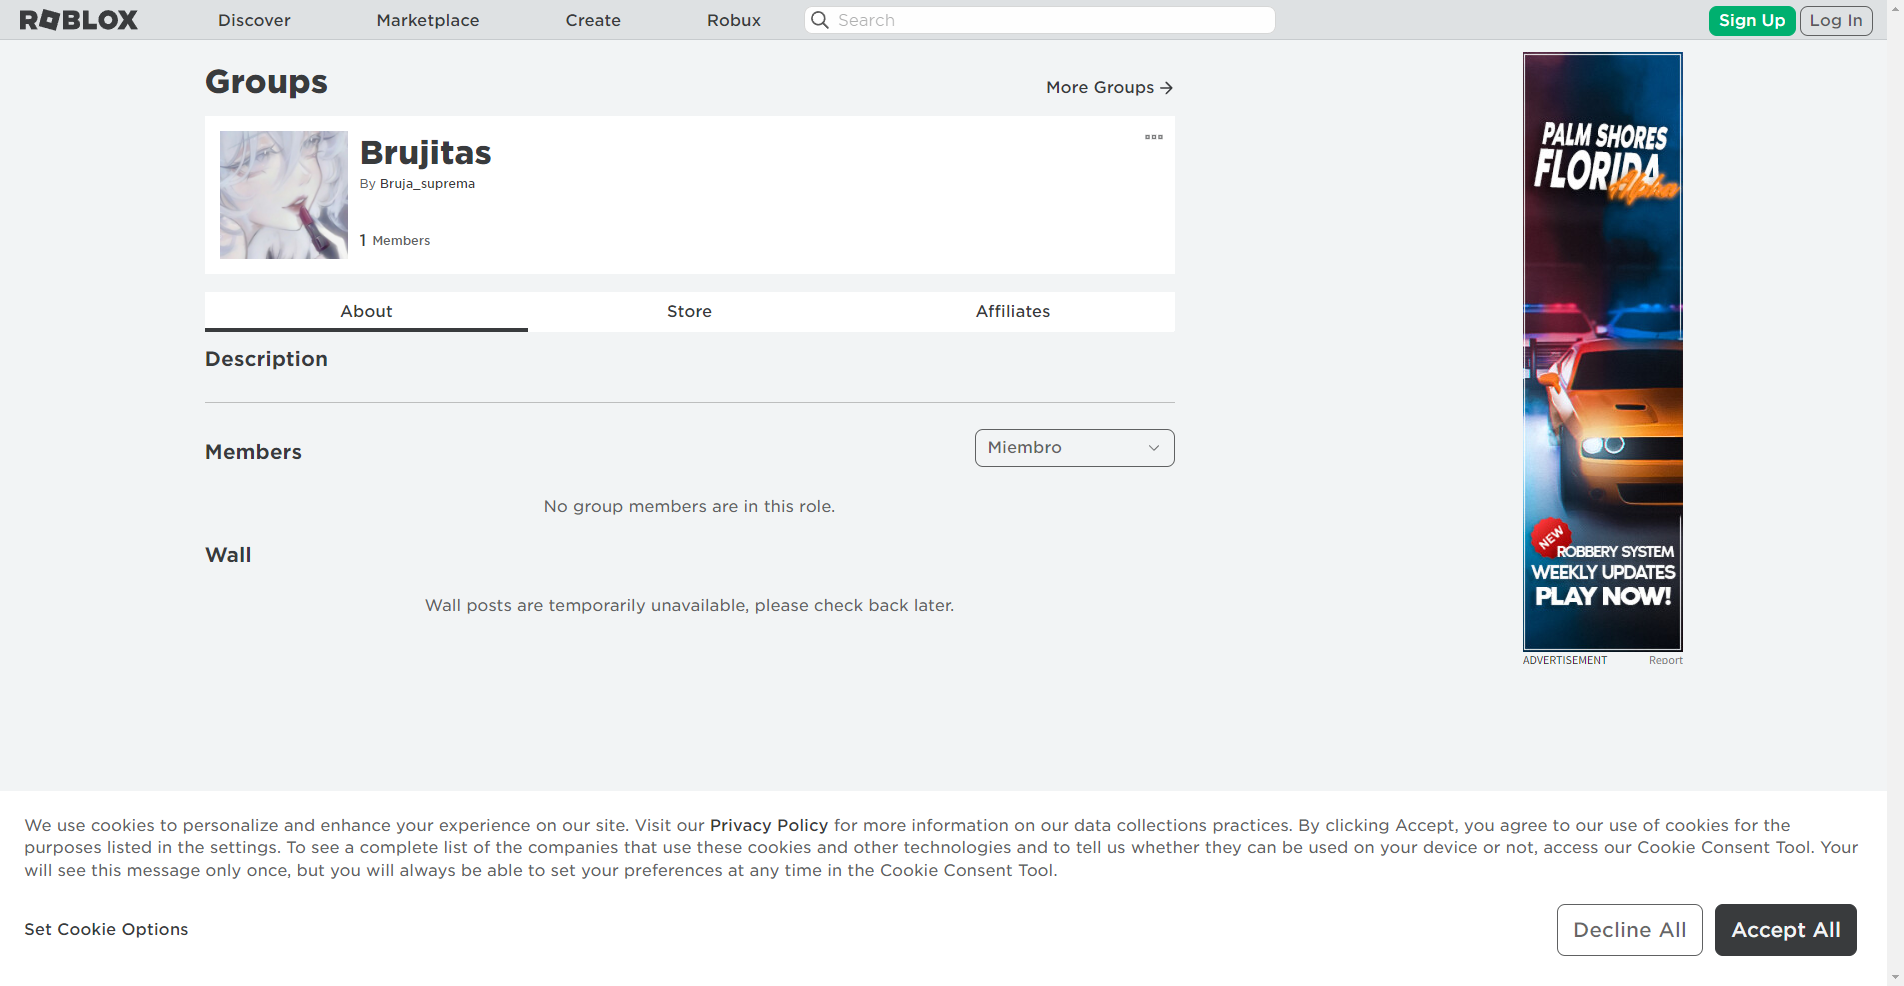 ROBLOX
Discover
Marketplace
Create
Robux
Search
Sign Up
Log In
Groups
More Groups
Brujitas
By Bruja_suprema
1 Members
About
Store
Affiliates
Description
Members
Miembro
No group members are in this role.
Wall
Wall posts are temporarily unavailable, please check back later.
PALM SHORES
FLORIDA
Alpha
NEW
ROBBERY SYSTEM
WEEKLY UPDATES
PLAY NOW!
ADVERTISEMENT
Report
We use cookies to personalize and enhance your experience on our site. Visit our Privacy Policy for more information on our data collections practices. By clicking Accept, you agree to our use of cookies for the
purposes listed in the settings. To see a complete list of the companies that use these cookies and other technologies and to tell us whether they can be used on your device or not, access our Cookie Consent Tool. Your
will see this message only once, but you will always be able to set your preferences at any time in the Cookie Consent Tool.
Set Cookie Options
Decline All
Accept All